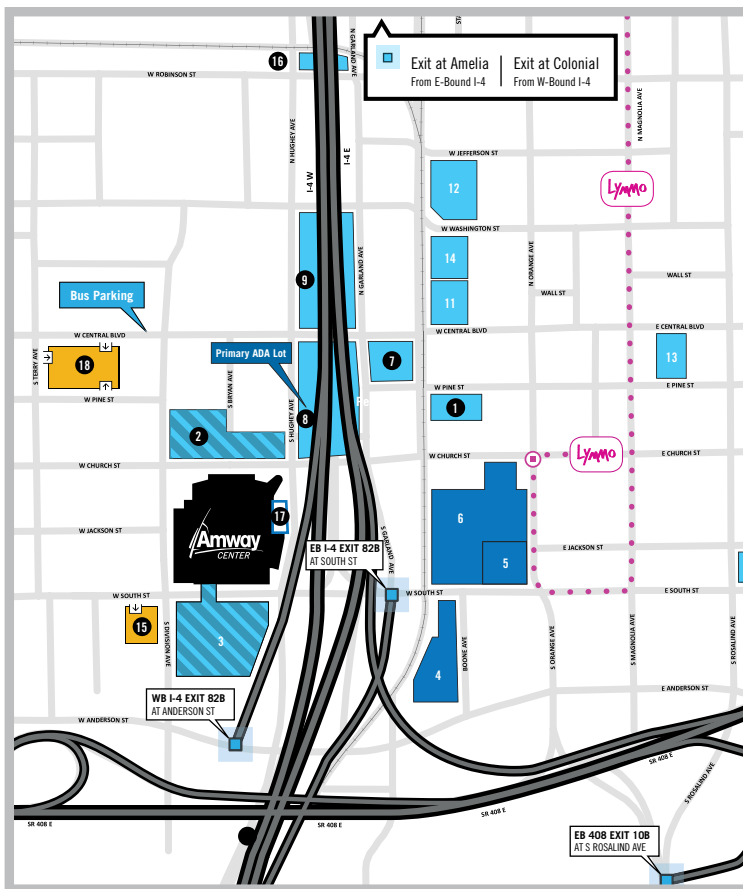 Exit at Amelia
From E-Bound I-4
Exit at Colonial
From W-Bound I-4
N GARLAND AVE
16
W ROBINSON ST
N HUGHEY AVE
I-4 W
I-4 E
N MAGNOLIA AVE
W JEFFERSON ST
12
Lymmo
W WASHINGTON ST
N ORANGE AVE
14
9
N GARLAND AVE
WALL ST
WALL ST
11
Bus Parking
W CENTRAL BLVD
W CENTRAL BLVD
E CENTRAL BLVD
Primary ADA Lot
7
13
18
S TERRY AVE
S BRYAN AVE
W PINE ST
W PINE ST
E PINE ST
1
S HUGHEY AVE
8
2
W CHURCH ST
W CHURCH ST
Lymmo
E CHURCH ST
17
6
W JACKSON ST
Amway
CENTER
EB I-4 EXIT 82B
AT SOUTH ST
S GARLAND AVE
E JACKSON ST
5
W SOUTH ST
W SOUTH ST
E SOUTH ST
15
S DIVISION AVE
3
4
BOONE AVE
S ORANGE AVE
S MAGNOLIA AVE
S ROSALIND AVE
WB I-4 EXIT 82B
AT ANDERSON ST
E ANDERSON ST
W ANDERSON ST
SR 408 E
S ROSALIND AVE
SR 408 E
SR 408 E
SR 408 E
EB 408 EXIT 10B
AT S ROSALIND AVE